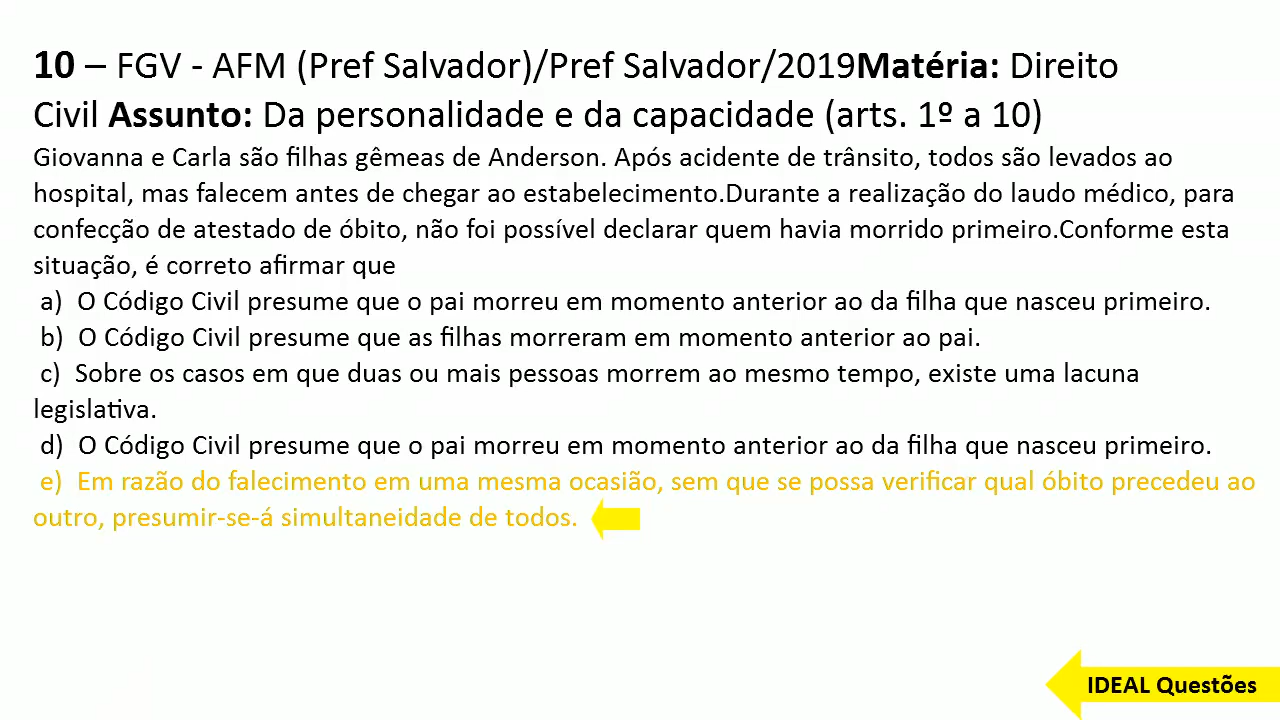 10 – FGV - AFM (Pref Salvador)/Pref Salvador/2019Matéria: Direito
Civil Assunto: Da personalidade e da capacidade (arts. 1º a 10)
Giovanna e Carla são filhas gêmeas de Anderson. Após acidente de trânsito, todos são levados ao
hospital, mas falecem antes de chegar ao estabelecimento.Durante a realização do laudo médico, para
confecção de atestado de óbito, não foi possível declarar quem havia morrido primeiro.Conforme esta
situação, é correto afirmar que
a) O Código Civil presume que o pai morreu em momento anterior ao da filha que nasceu primeiro.
b) O Código Civil presume que as filhas morreram em momento anterior ao pai.
c) Sobre os casos em que duas ou mais pessoas morrem ao mesmo tempo, existe uma lacuna
legislativa.
d) O Código Civil presume que o pai morreu em momento anterior ao da filha que nasceu primeiro.
e) Em razão do falecimento em uma mesma ocasião, sem que se possa verificar qual óbito precedeu ao
outro, presumir-se-á simultaneidade de todos.
IDEAL Questões